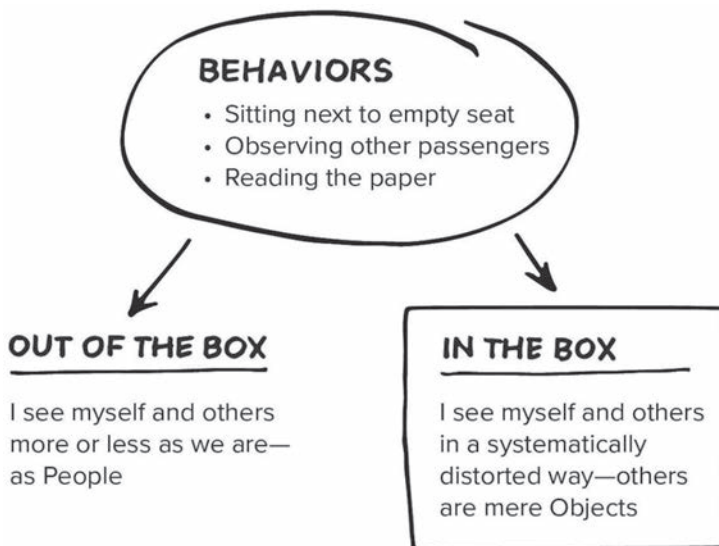 BEHAVIORS
• Sitting next to empty seat
• Observing other passengers
• Reading the paper
OUT OF THE BOX
I see myself and others
more or less as we are—
as People
IN THE BOX
I see myself and others
in a systematically
distorted way—others
are mere Objects